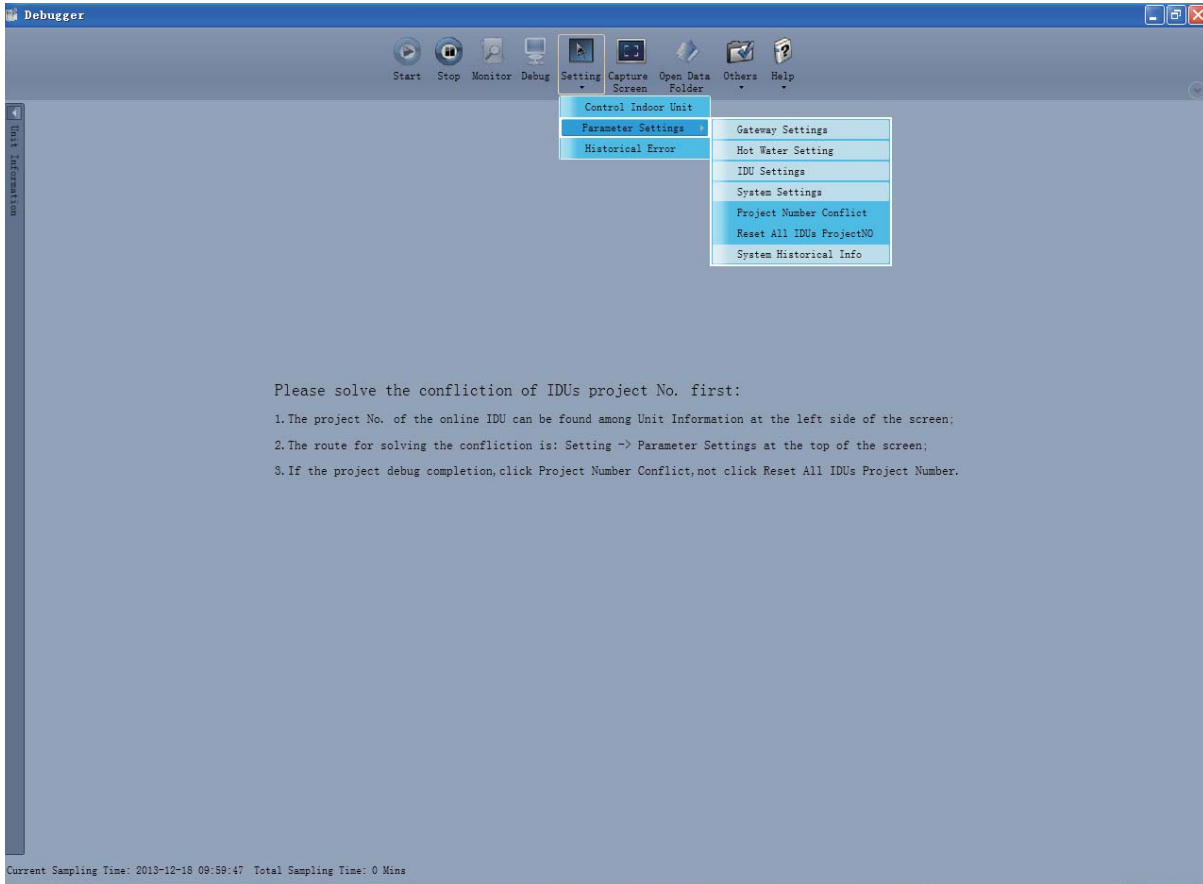 Debugger
Start Stop Monitor Debug Setting Capture Screen Open Data Folder Others Help
Control Indoor Unit
Parameter Settings
Historical Error
Gateway Settings
Hot Water Setting
IDU Settings
System Settings
Project Number Conflict
Reset All IDUs ProjectNO
System Historical Info
Unit Information
Please solve the confliction of IDUs project No. first:
1.The project No. of the online IDU can be found among Unit Information at the left side of the screen;
2.The route for solving the confliction is: Setting -> Parameter Settings at the top of the screen;
3.If the project debug completion,click Project Number Conflict,not click Reset All IDUs Project Number.
Current Sampling Time: 2013-12-18 09:59:47 Total Sampling Time: 0 Mins